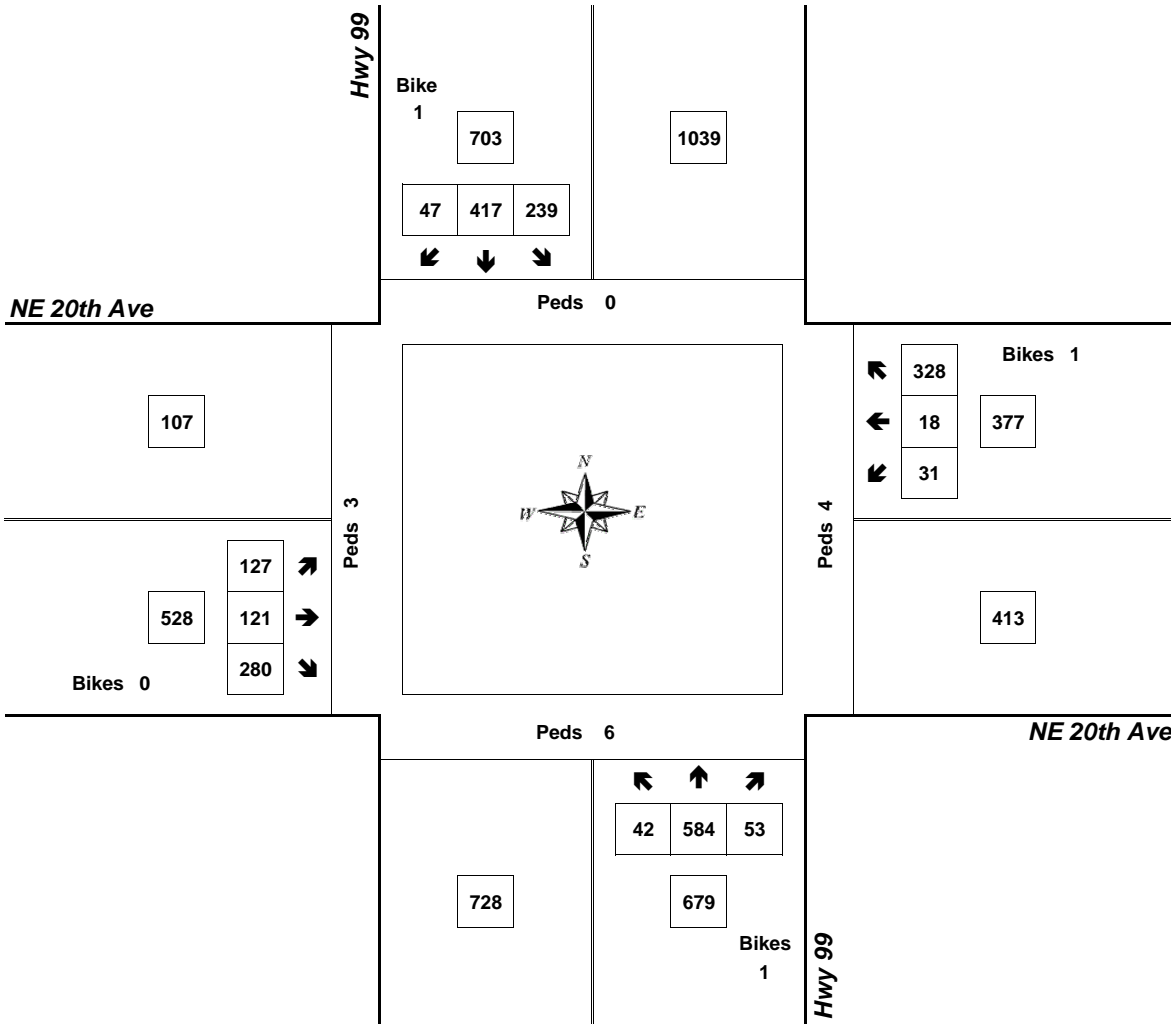 Hwy 99
Bike
1
703
1039
47 417 239
Peds 0
NE 20th Ave
Bikes 1
328
18
31
377
107
Peds 3
N
W E
S
Peds 4
127
121
280
528
Bikes 0
413
Peds 6
NE 20th Ave
42 584 53
728
679
Bikes
1
Hwy 99